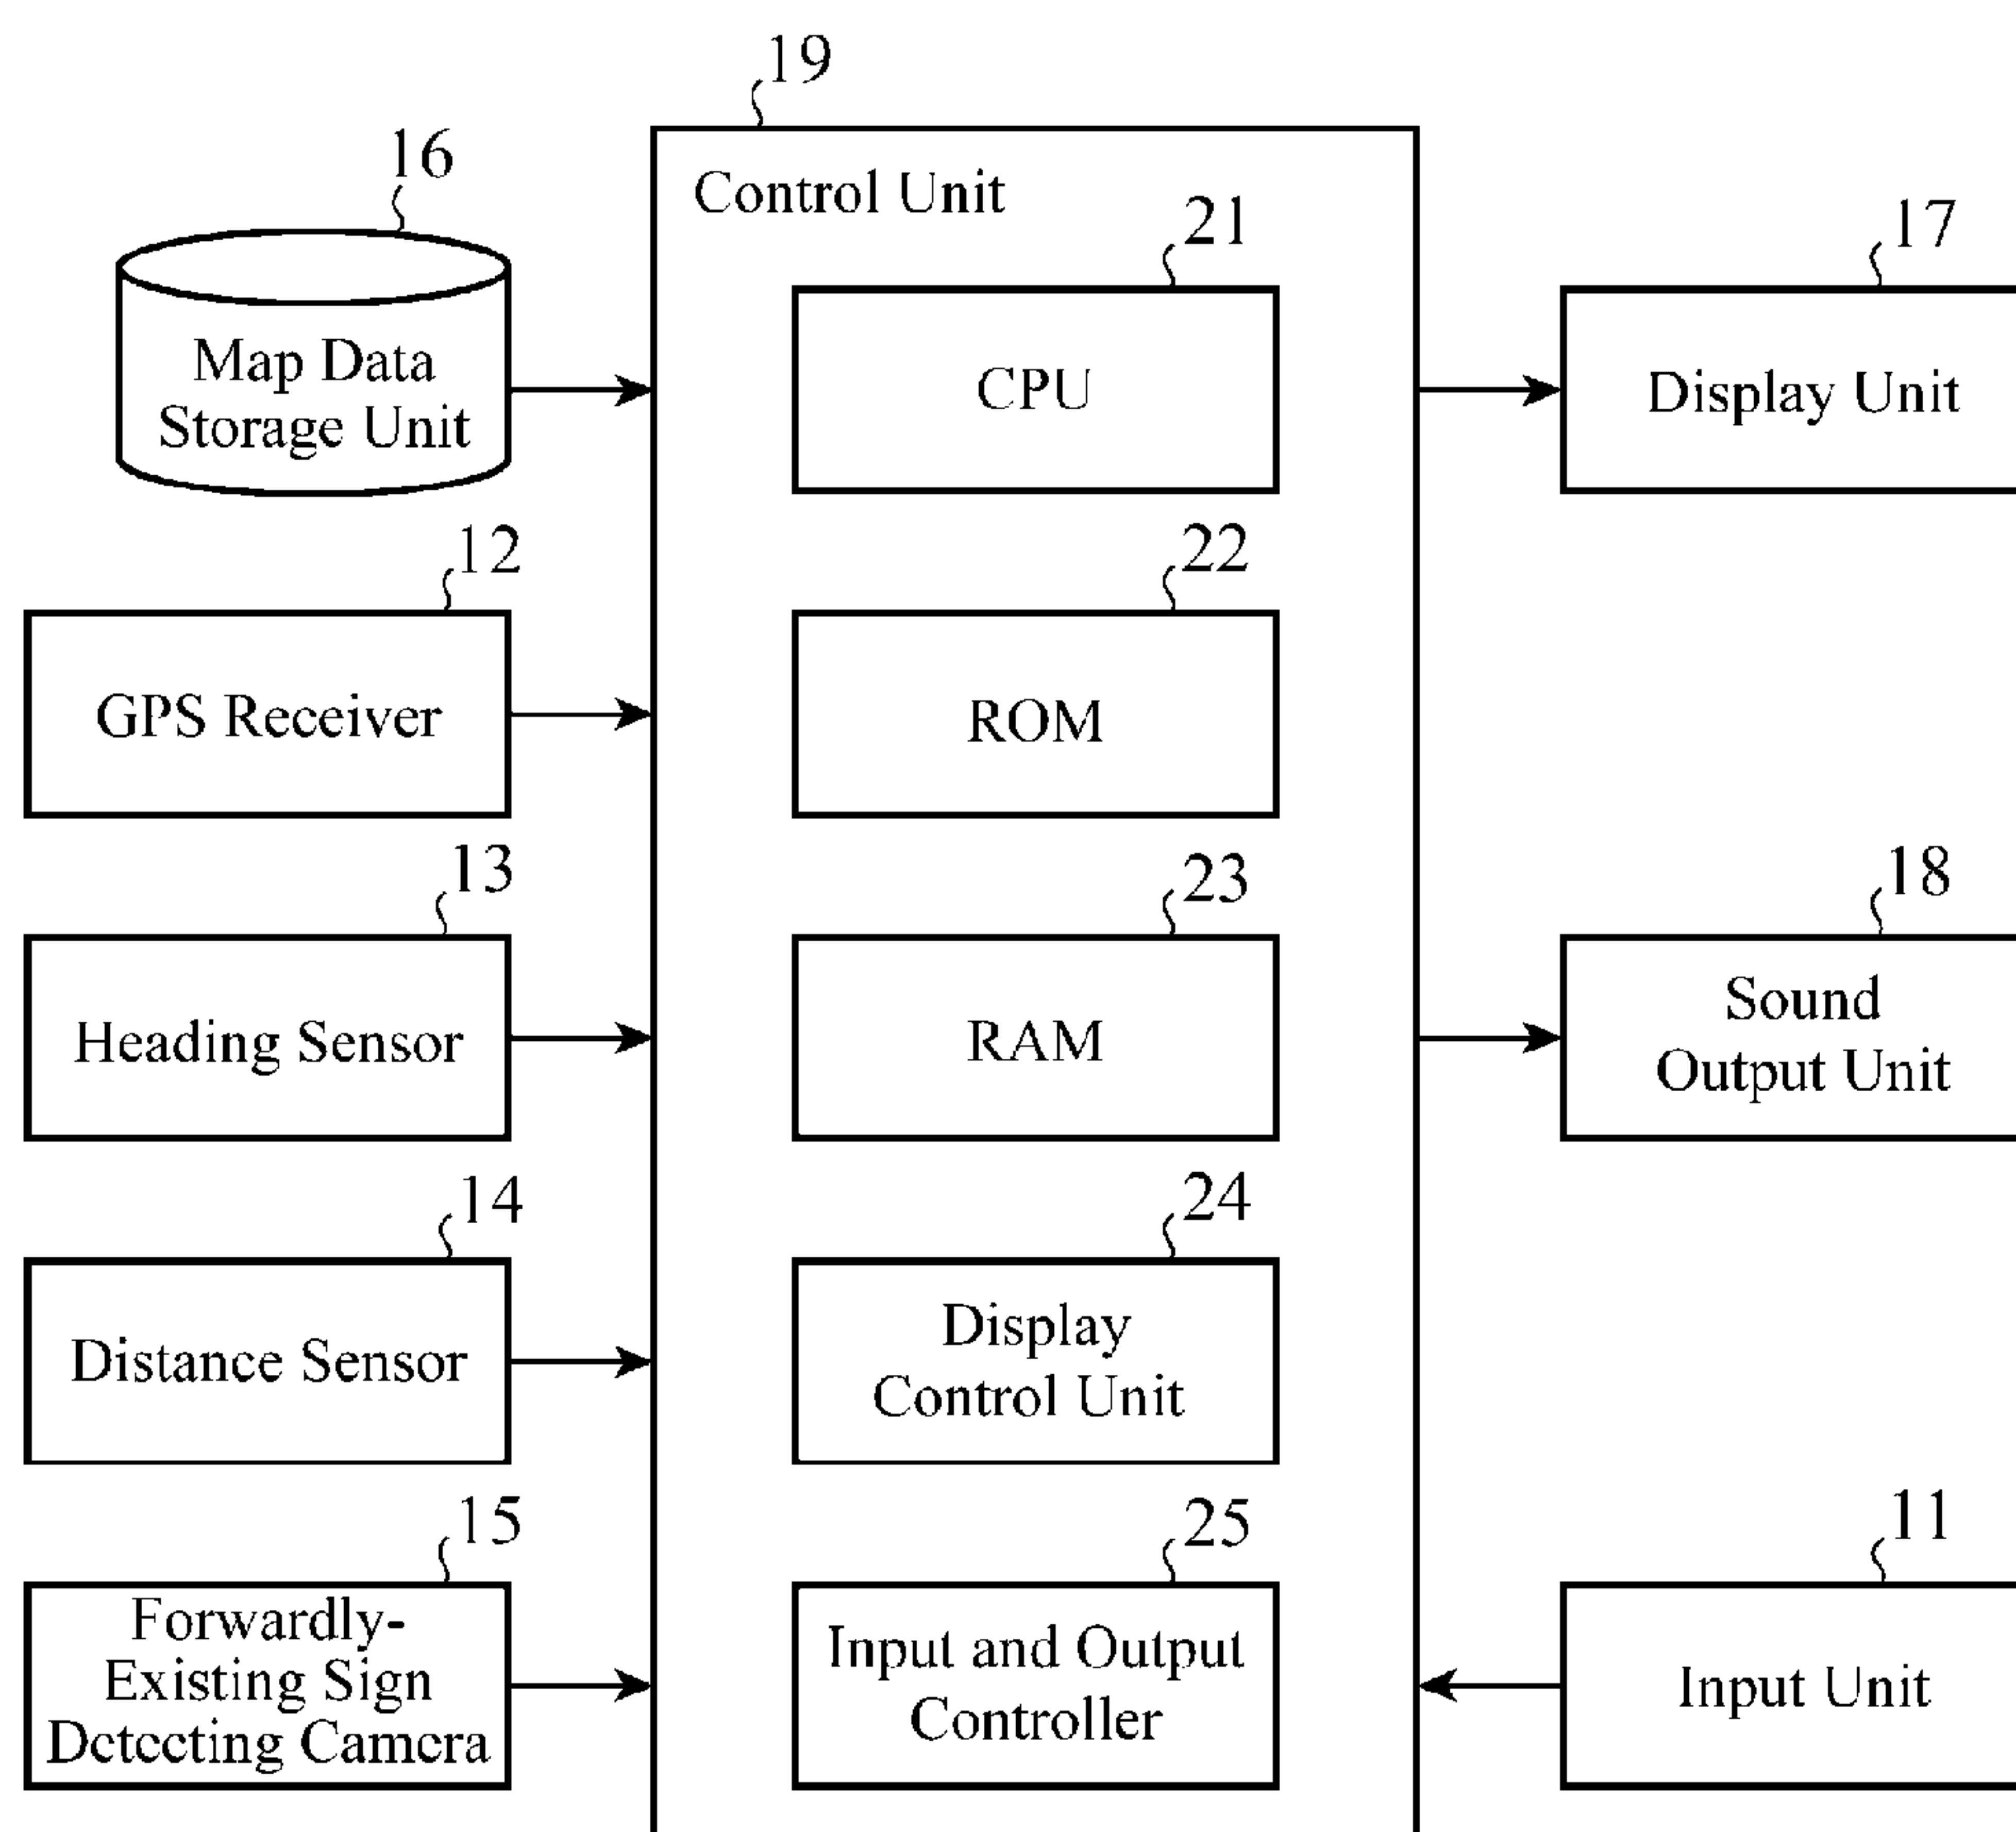 19
16
Control Unit
21
17
Map Data
Storage Unit
CPU
Display Unit
12
22
GPS Receiver
ROM
13
23
18
Heading Sensor
RAM
Sound
Output Unit
14
24
Distance Sensor
Display
Control Unit
15
25
11
Forwardly-
Existing Sign
Detecting Camera
Input and Output
Controller
Input Unit